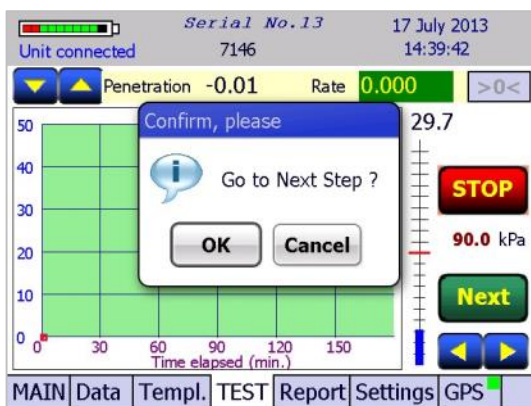 Serial No.13 17 July 2013
Unit connected 7146 14:39:42
Penetration -0.01 Rate 0.000 >0<
Confirm, please
Go to Next Step ?
OK Cancel
50
40
30
20
10
0
0 30 60 90 120 150
Time elapsed (min.)
29.7
STOP
90.0 kPa
Next
MAIN Data Templ. TEST Report Settings GPS